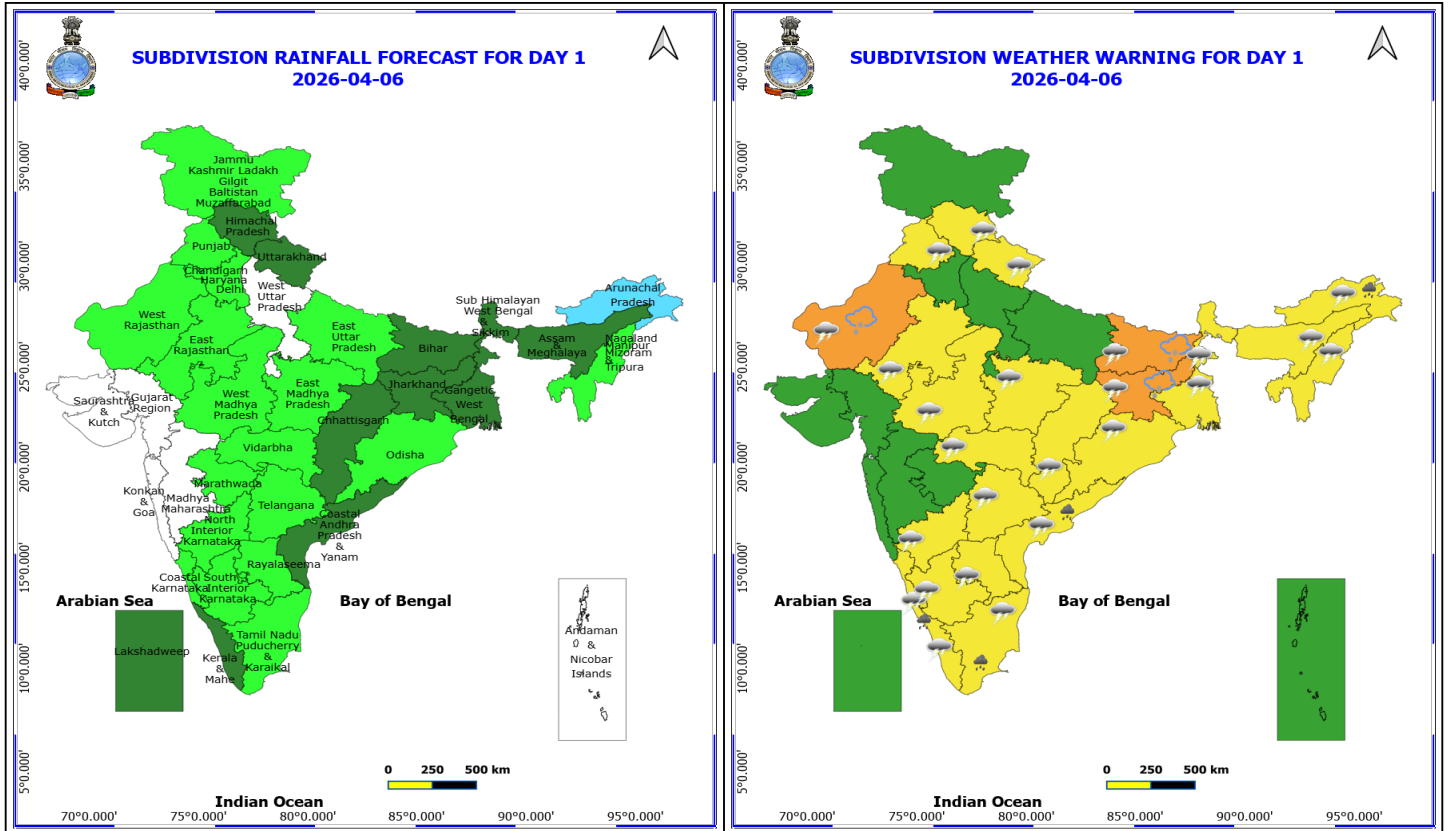 SUBDIVISION RAINFALL FORECAST FOR DAY 1
2026-04-06
40°0.000'
35°0.000'
30°0.000'
25°0.000'
20°0.000'
15°0.000'
10°0.000'
5°0.000'
Jammu
Kashmir Ladakh
Gilgit
Baltistan
Muzaffarabad
Himachal
Pradesh
Punjab
Uttarakhand
Chandigarh
Haryana
Delhi
West
Uttar
Pradesh
West
Rajasthan
East
Rajasthan
East
Uttar
Pradesh
Sub Himalayan
West Bengal
&
Sikkim
Arunachal
Pradesh
Assam
&
Meghalaya
Nagaland
Manipur
Mizoram
&
Tripura
Bihar
Jharkhand
Gangetic
West
Bengal
Saurashtra
&
Kutch
Gujarat
Region
West
Madhya
Pradesh
East
Madhya
Pradesh
Chhattisgarh
Vidarbha
Odisha
Konkan
&
Goa
Madhya
Maharashtra
Marathwada
Telangana
North
Interior
Karnataka
Coastal
Andhra
Pradesh
&
Yanam
Rayalaseema
Coastal
Karnataka
South
Interior
Karnataka
Arabian Sea
Bay of Bengal
Lakshadweep
Kerala
&
Mahe
Tamil Nadu
Puducherry
&
Karaikal
Andaman
&
Nicobar
Islands
0 250 500 km
Indian Ocean
70°0.000' 75°0.000' 80°0.000' 85°0.000' 90°0.000' 95°0.000'
SUBDIVISION WEATHER WARNING FOR DAY 1
2026-04-06
40°0.000'
35°0.000'
30°0.000'
25°0.000'
20°0.000'
15°0.000'
10°0.000'
5°0.000'
Arabian Sea
Bay of Bengal
0 250 500 km
Indian Ocean
70°0.000' 75°0.000' 80°0.000' 85°0.000' 90°0.000' 95°0.000'